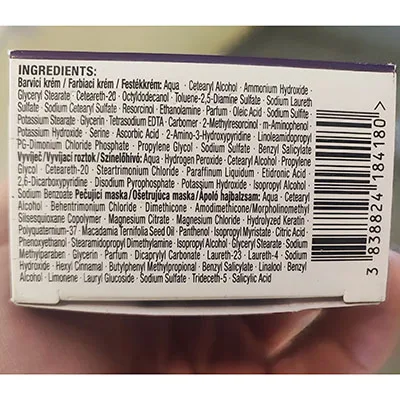 INGREDIENTS:
Barvicí krém / Farbiaci krém / Festékkrém: Aqua · Cetearyl Alcohol · Ammonium Hydroxide ·
Glyceryl Stearate · Ceteareth-20 · Octyldodecanol · Toluene-2,5-Diamine Sulfate · Sodium Laureth
Sulfate · Sodium Cetearyl Sulfate · Resorcinol · Ethanolamine · Parfum · Oleic Acid · Sodium Sulfite ·
Potassium Stearate · Glycerin · Tetrasodium EDTA · Carbomer · 2-Methylresorcinol · m-Aminophenol ·
Potassium Hydroxide · Serine · Ascorbic Acid · 2-Amino-3-Hydroxypyridine · Linoleamidopropyl
PG-Dimonium Chloride Phosphate · Propylene Glycol · Sodium Sulfate · Benzyl Salicylate
Vyvíječ/Vyvíjací roztok/Színelőhívó: Aqua · Hydrogen Peroxide · Cetearyl Alcohol · Propylene
Glycol · Ceteareth-20 · Steartrimonium Chloride · Paraffinum Liquidum · Etidronic Acid ·
2,6-Dicarboxypyridine · Disodium Pyrophosphate · Potassium Hydroxide · Isopropyl Alcohol ·
Sodium Benzoate Pečující maska/Ošetrujúca maska/Ápoló hajbalzsam: Aqua · Cetearyl
Alcohol · Behentrimonium Chloride · Dimethicone · Amodimethicone/Morpholinomethyl
Silsesquioxane Copolymer · Magnesium Citrate · Magnesium Chloride · Hydrolyzed Keratin ·
Polyquaternium-37 · Macadamia Ternifolia Seed Oil · Panthenol · Isopropyl Myristate · Citric Acid ·
Phenoxyethanol · Stearamidopropyl Dimethylamine · Isopropyl Alcohol · Glyceryl Stearate · Sodium
Methylparaben · Glycerin · Parfum · Dicaprylyl Carbonate · Laureth-23 · Laureth-4 · Sodium
Hydroxide · Hexyl Cinnamal · Butylphenyl Methylpropional · Benzyl Salicylate · Linalool · Benzyl
Alcohol · Limonene · Lauryl Glucoside · Sodium Sulfate · Trideceth-5 · Salicylic Acid
3 838824 184180 >